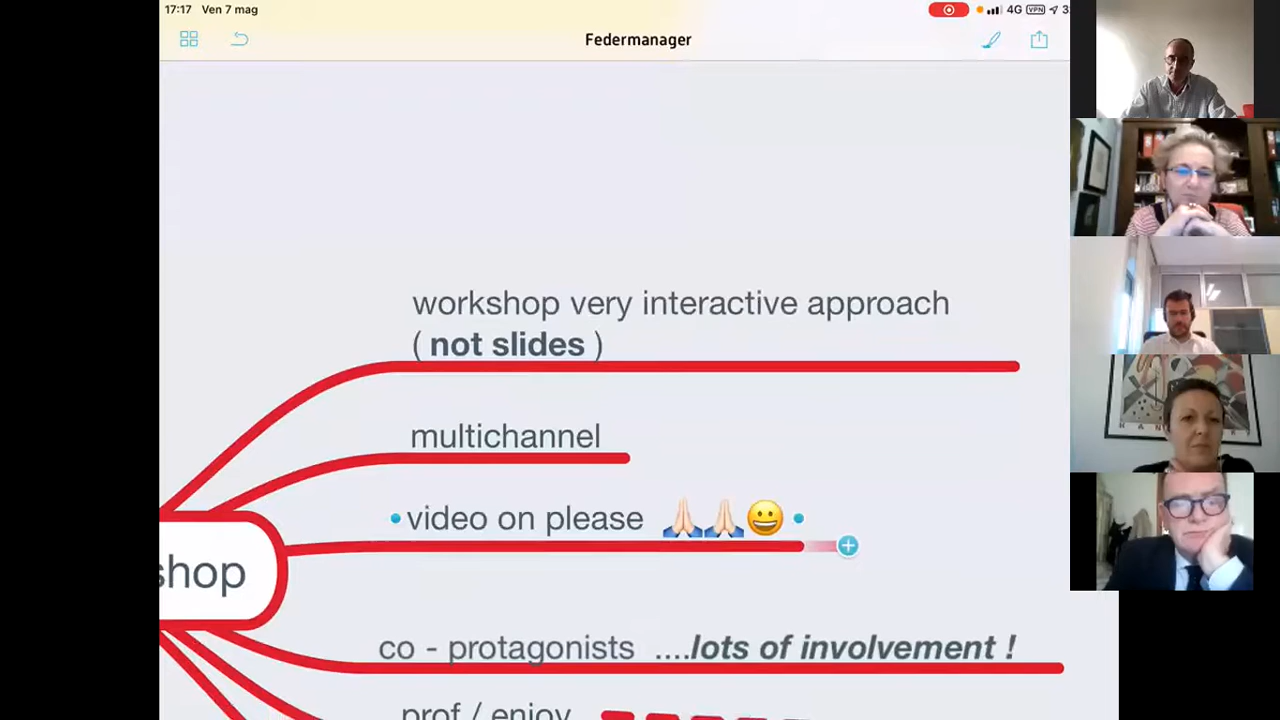 17:17 Ven 7 mag
4G VPN
Federmanager
workshop very interactive approach
( not slides )
multichannel
video on please 🙏🏻🙏🏻😀
shop
co - protagonists ....lots of involvement !
prof / enjoy